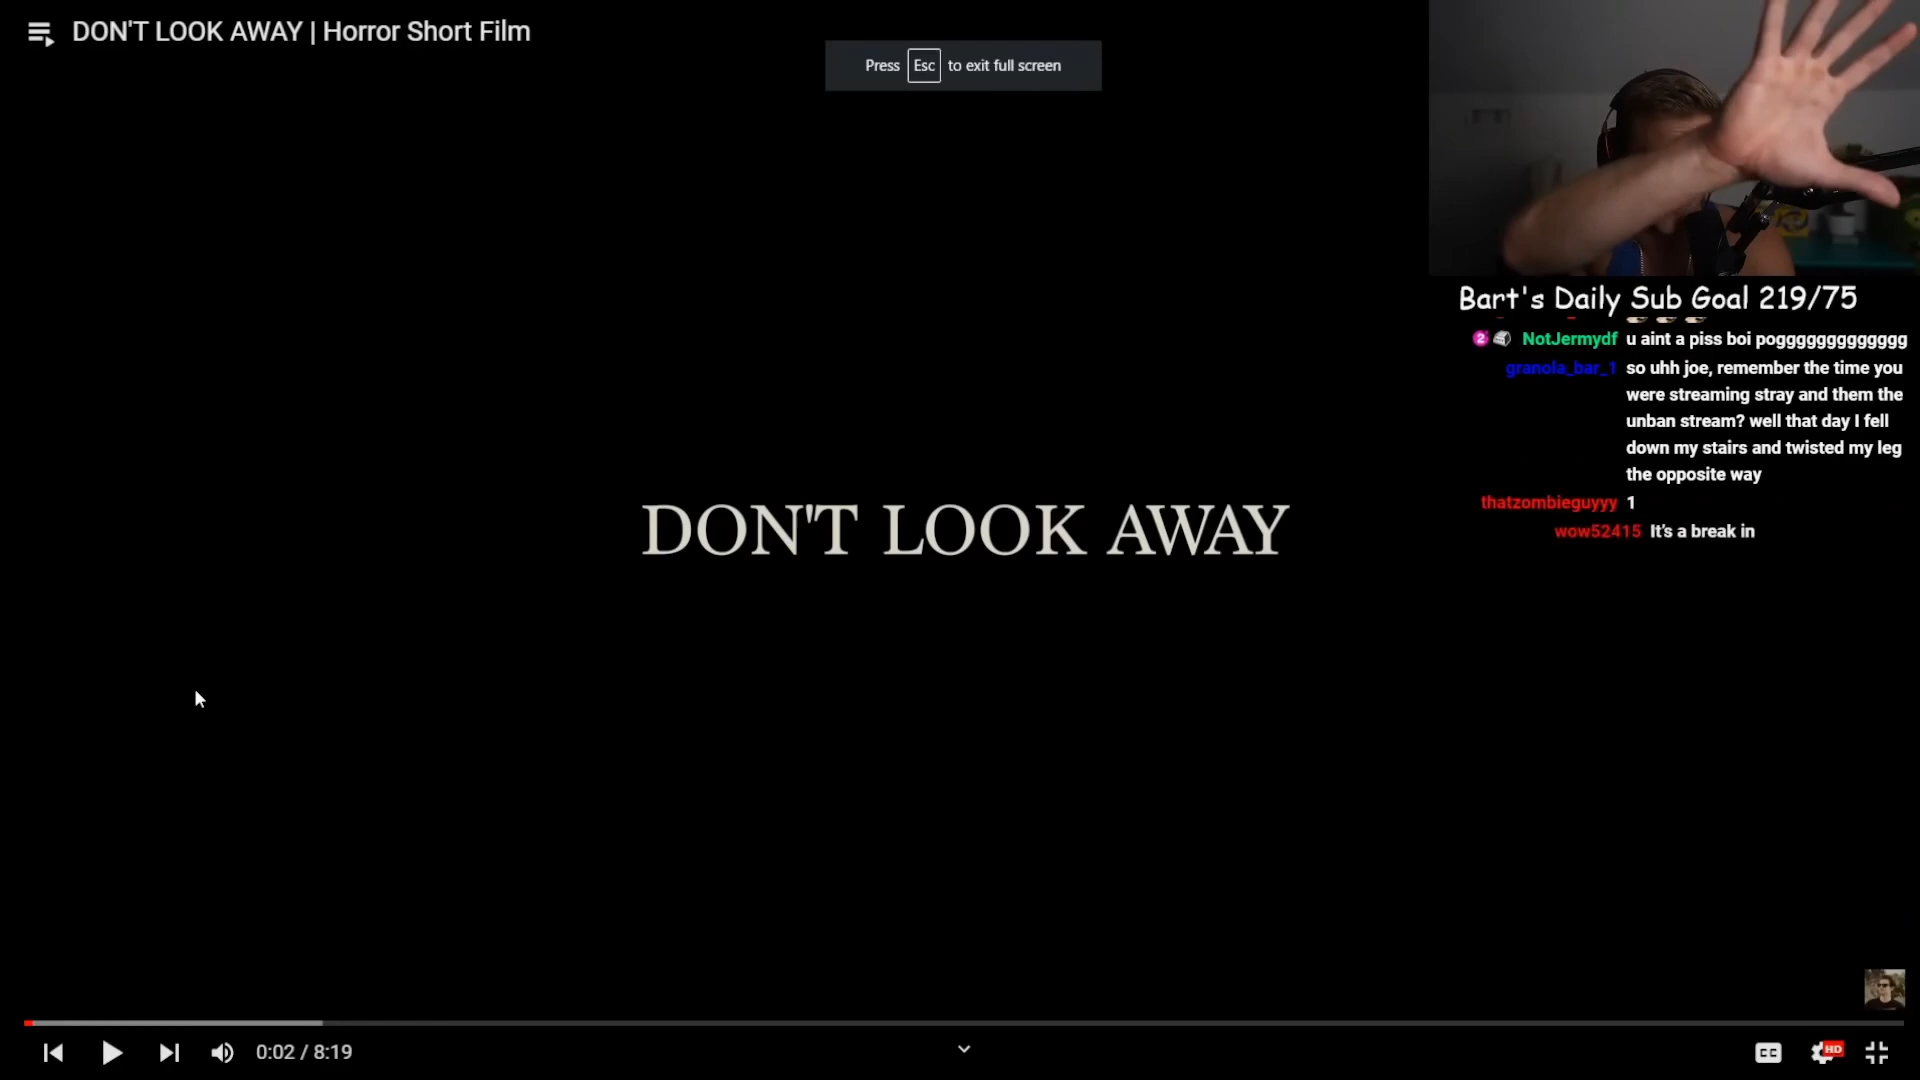 DON'T LOOK AWAY | Horror Short Film
Press Esc to exit full screen
Bart's Daily Sub Goal 219/75
2 NotJermydf u aint a piss boi poggggggggggggg
granola_bar_1 so uhh joe, remember the time you
were streaming stray and them the
unban stream? well that day I fell
down my stairs and twisted my leg
the opposite way
thatzombieguyyy 1
wow52415 It's a break in
DON'T LOOK AWAY
0:02 / 8:19
CC
HD